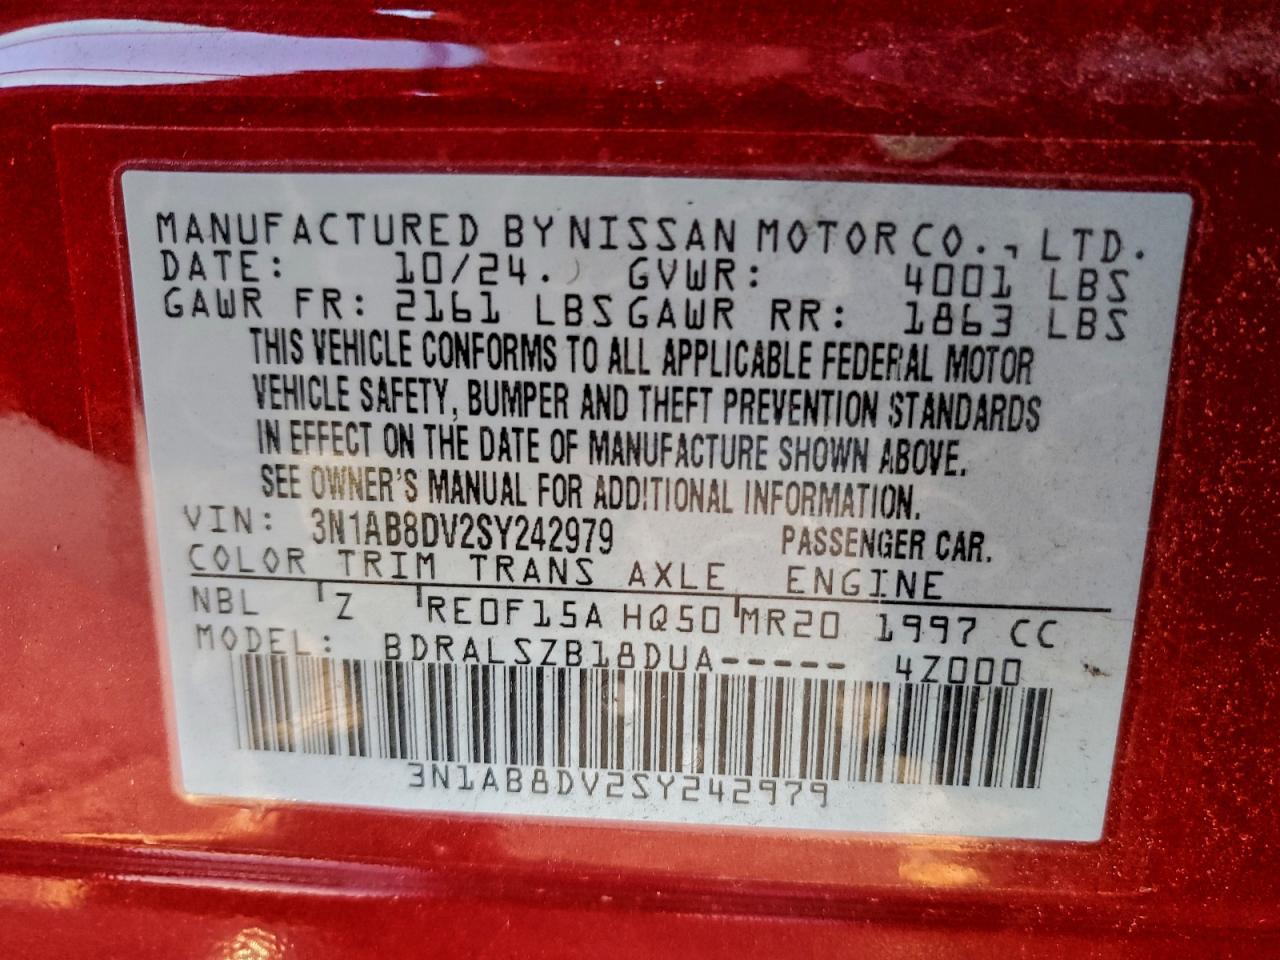 MANUFACTURED BY NISSAN MOTOR CO., LTD.
DATE: 10/24. GVWR: 4001 LBS
GAWR FR: 2161 LBS GAWR RR: 1863 LBS
THIS VEHICLE CONFORMS TO ALL APPLICABLE FEDERAL MOTOR
VEHICLE SAFETY, BUMPER AND THEFT PREVENTION STANDARDS
IN EFFECT ON THE DATE OF MANUFACTURE SHOWN ABOVE.
SEE OWNER'S MANUAL FOR ADDITIONAL INFORMATION.
VIN: 3N1AB8DV2SY242979 PASSENGER CAR.
COLOR TRIM TRANS AXLE ENGINE
NBL Z RE0F15A HQ50 MR20 1997 CC
MODEL: BDRALSZB18DUA----- 4Z000
3N1AB8DV2SY242979